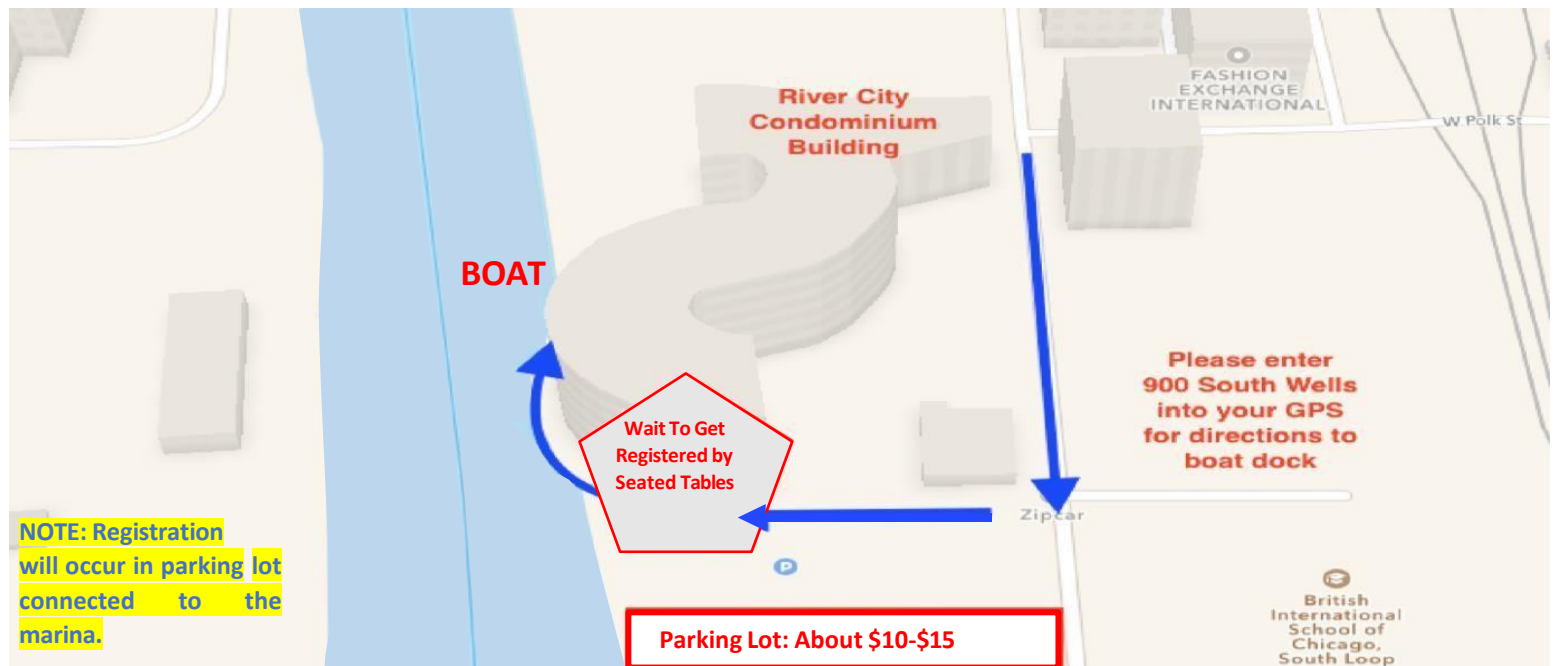 River City
Condominium
Building
FASHION
EXCHANGE
INTERNATIONAL
W Polk St
BOAT
Please enter
900 South Wells
into your GPS
for directions to
boat dock
Wait To Get
Registered by
Seated Tables
Zipcar
NOTE: Registration
will occur in parking lot
connected to the
marina.
P
British
International
School of
Chicago,
South Loop
Parking Lot: About $10-$15